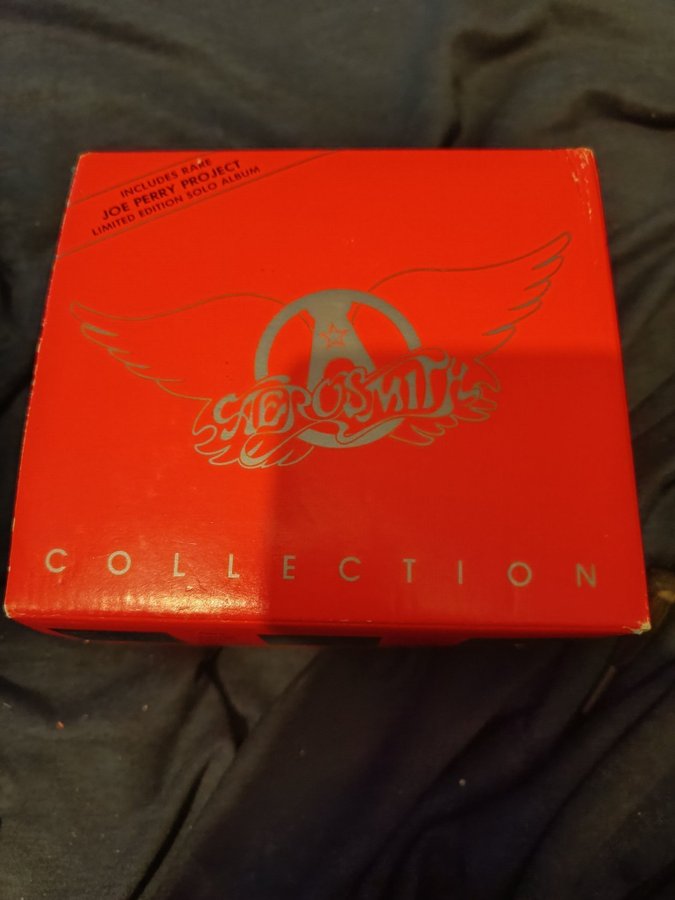 INCLUDES RARE
JOE PERRY PROJECT
LIMITED EDITION SOLO ALBUM
A
AEROSMITH
COLLECTION